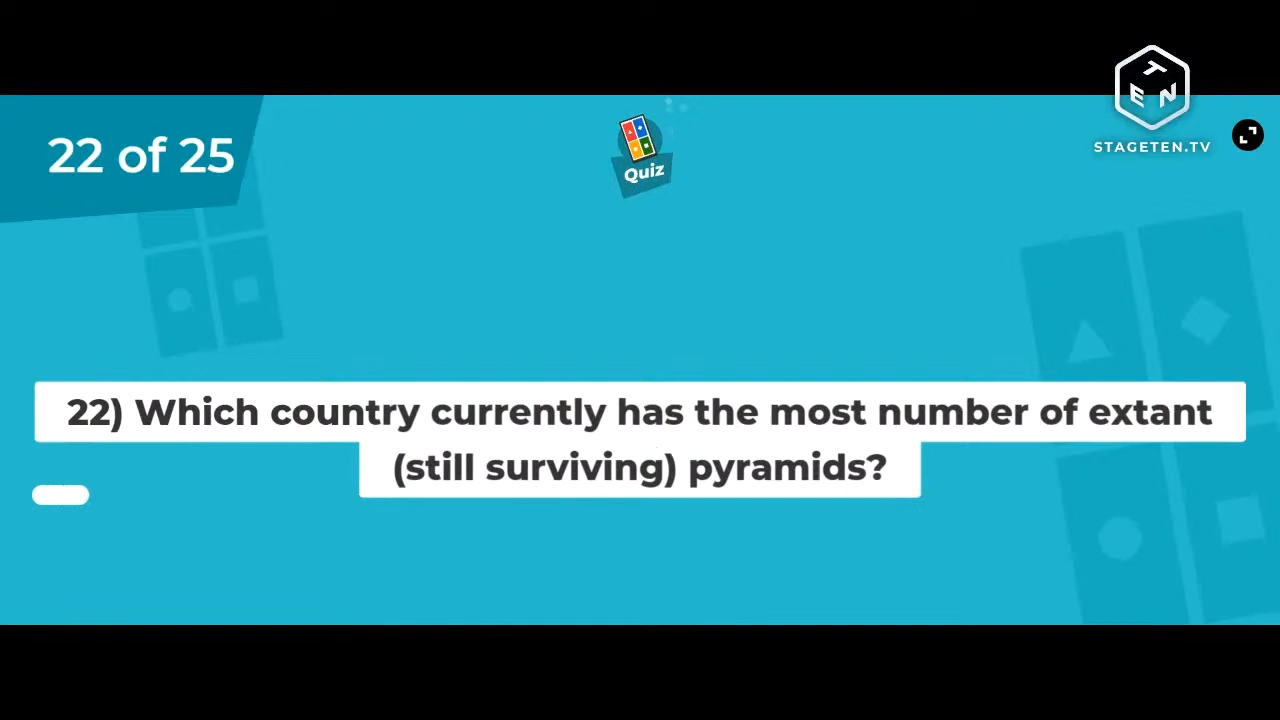 T
E N
STAGETEN.TV
22 of 25
Quiz
22) Which country currently has the most number of extant
(still surviving) pyramids?